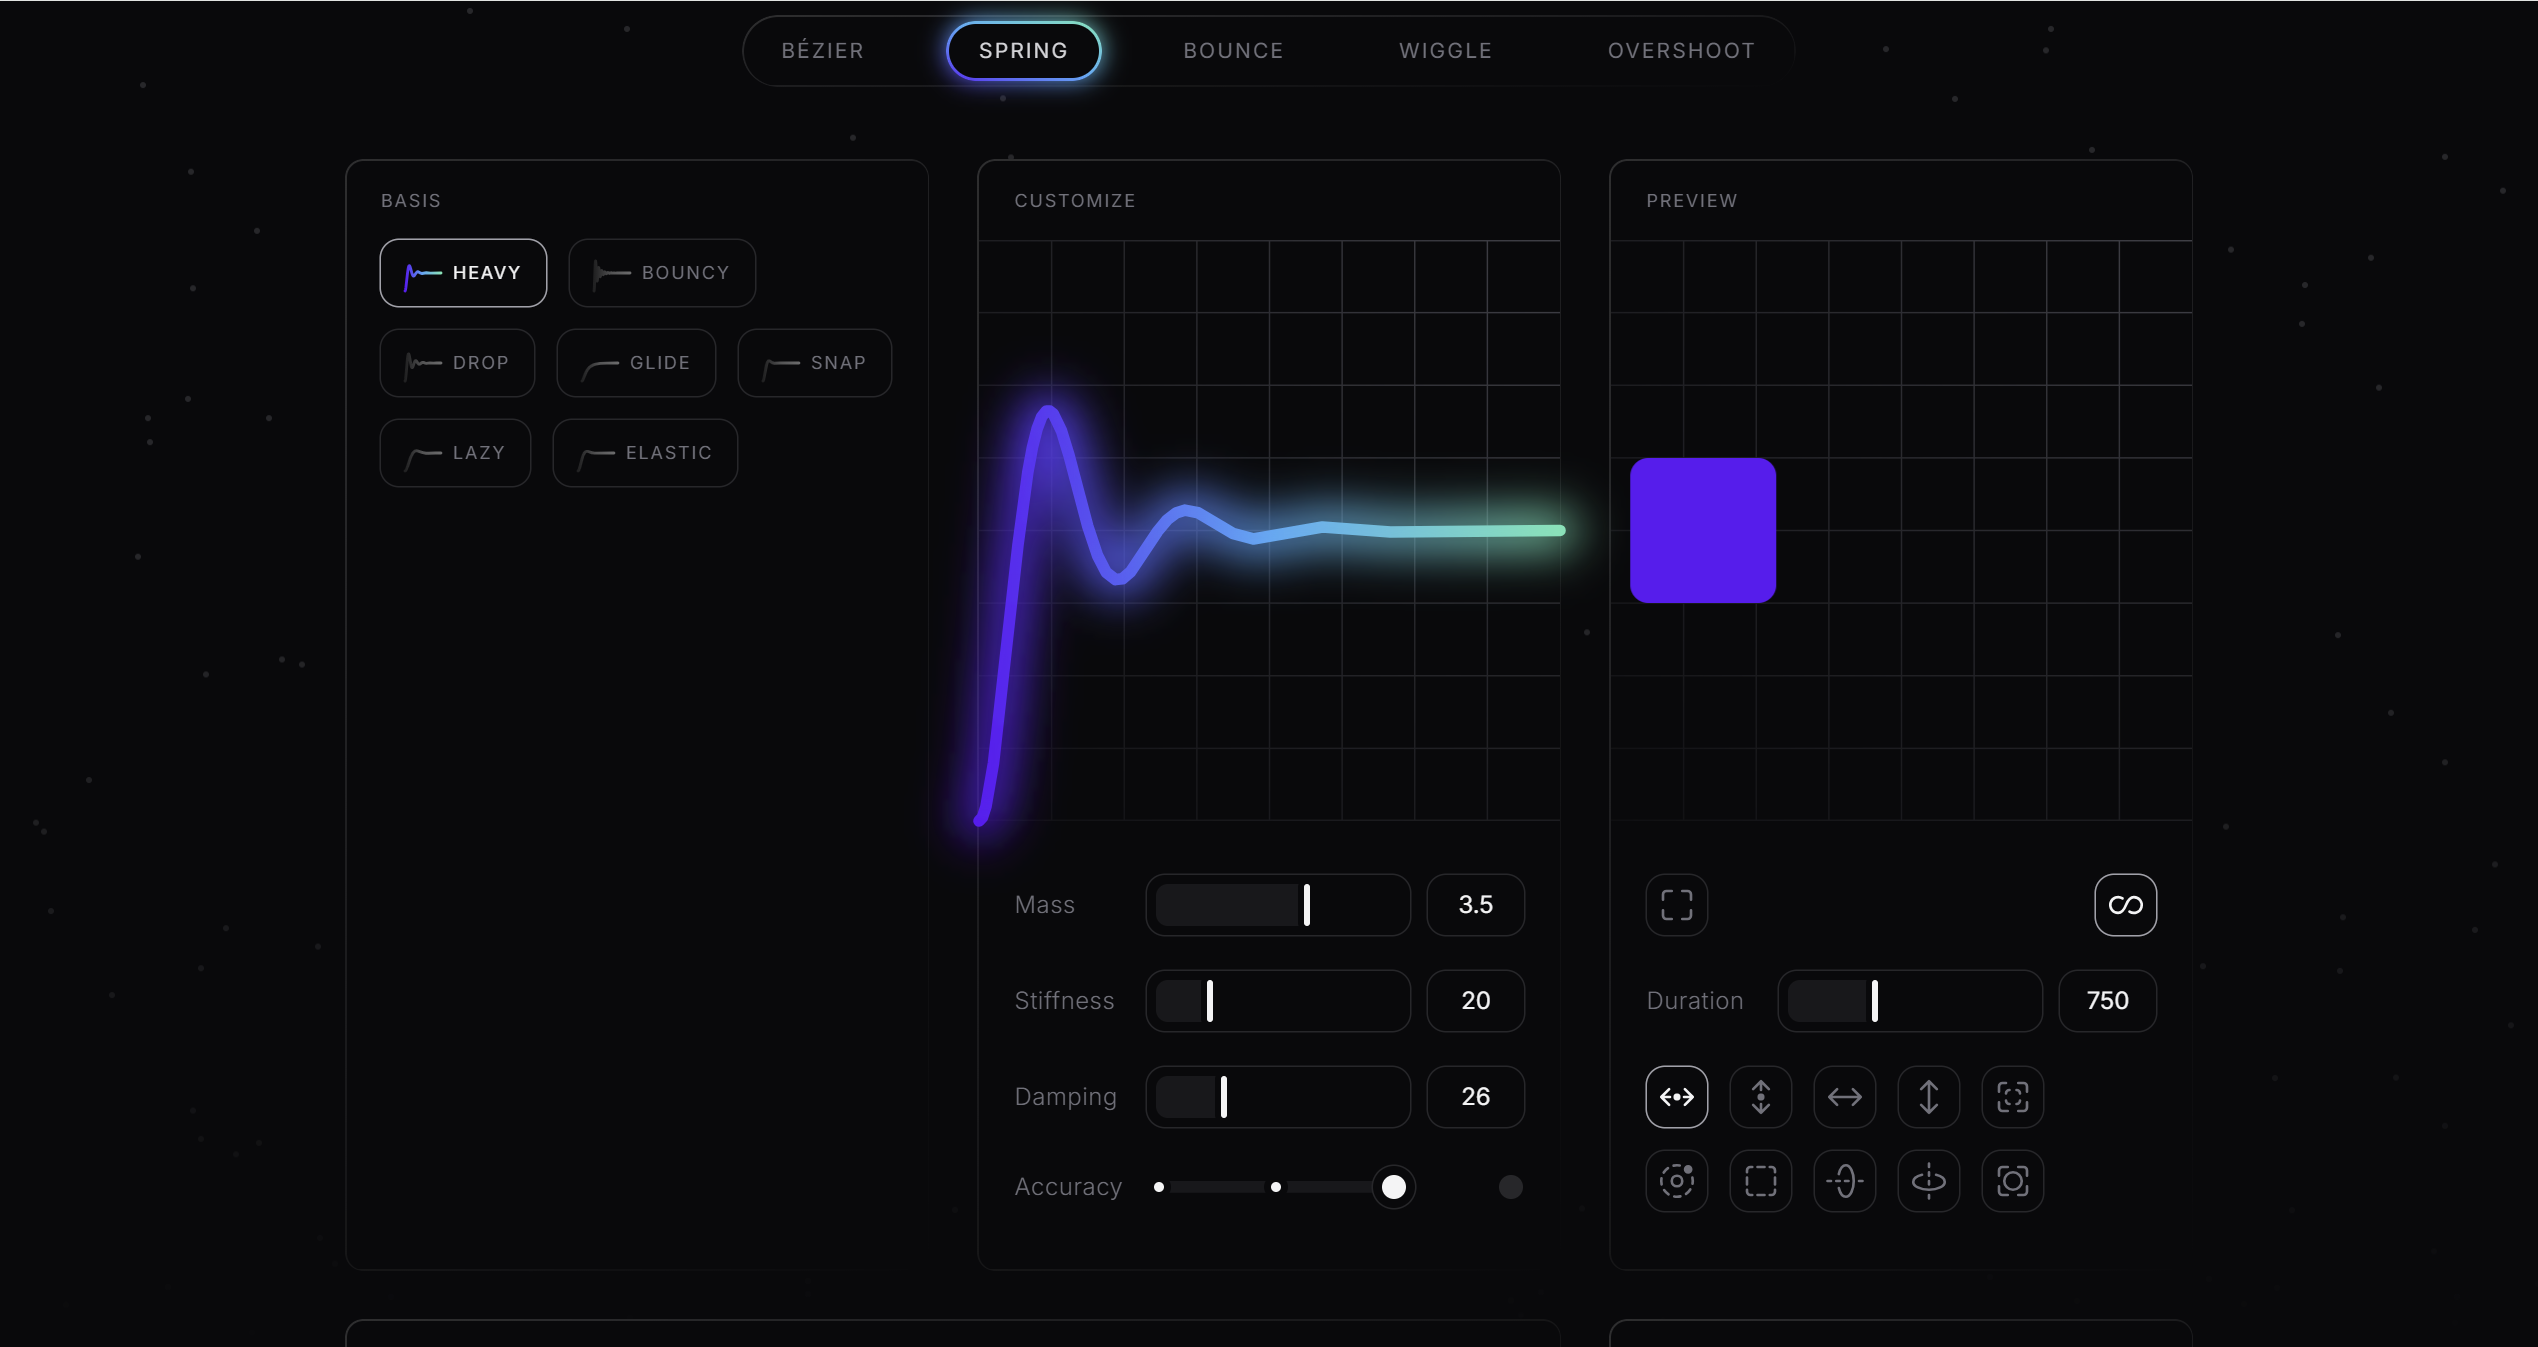 BÉZIER SPRING BOUNCE WIGGLE OVERSHOOT
BASIS
HEAVY BOUNCY
DROP GLIDE SNAP
LAZY ELASTIC
CUSTOMIZE
Mass 3.5
Stiffness 20
Damping 26
Accuracy
PREVIEW
Duration 750